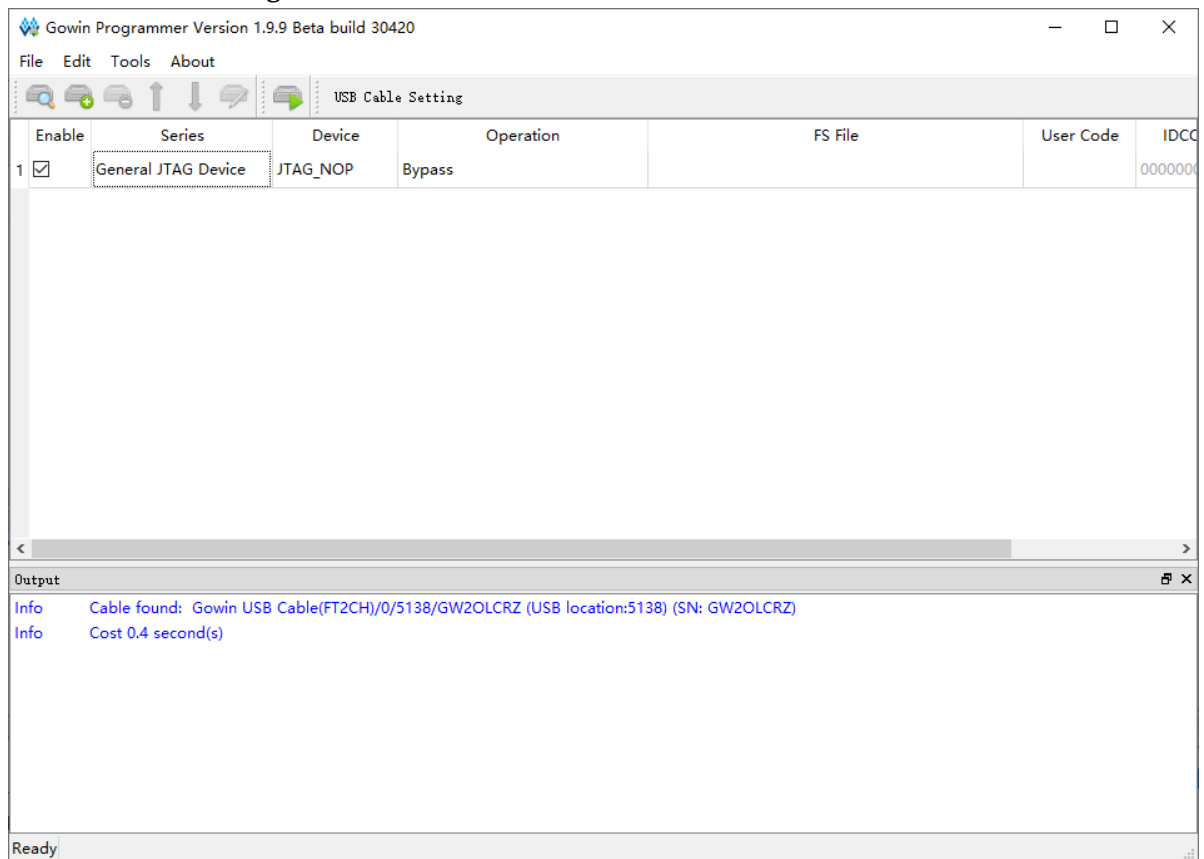 Gowin Programmer Version 1.9.9 Beta build 30420
File Edit Tools About
USB Cable Setting
Enable Series Device Operation FS File User Code
1 General JTAG Device JTAG_NOP Bypass
Output
Info Cable found: Gowin USB Cable(FT2CH)/0/5138/GW2OLCRZ (USB location:5138) (SN: GW2OLCRZ)
Info Cost 0.4 second(s)
Ready